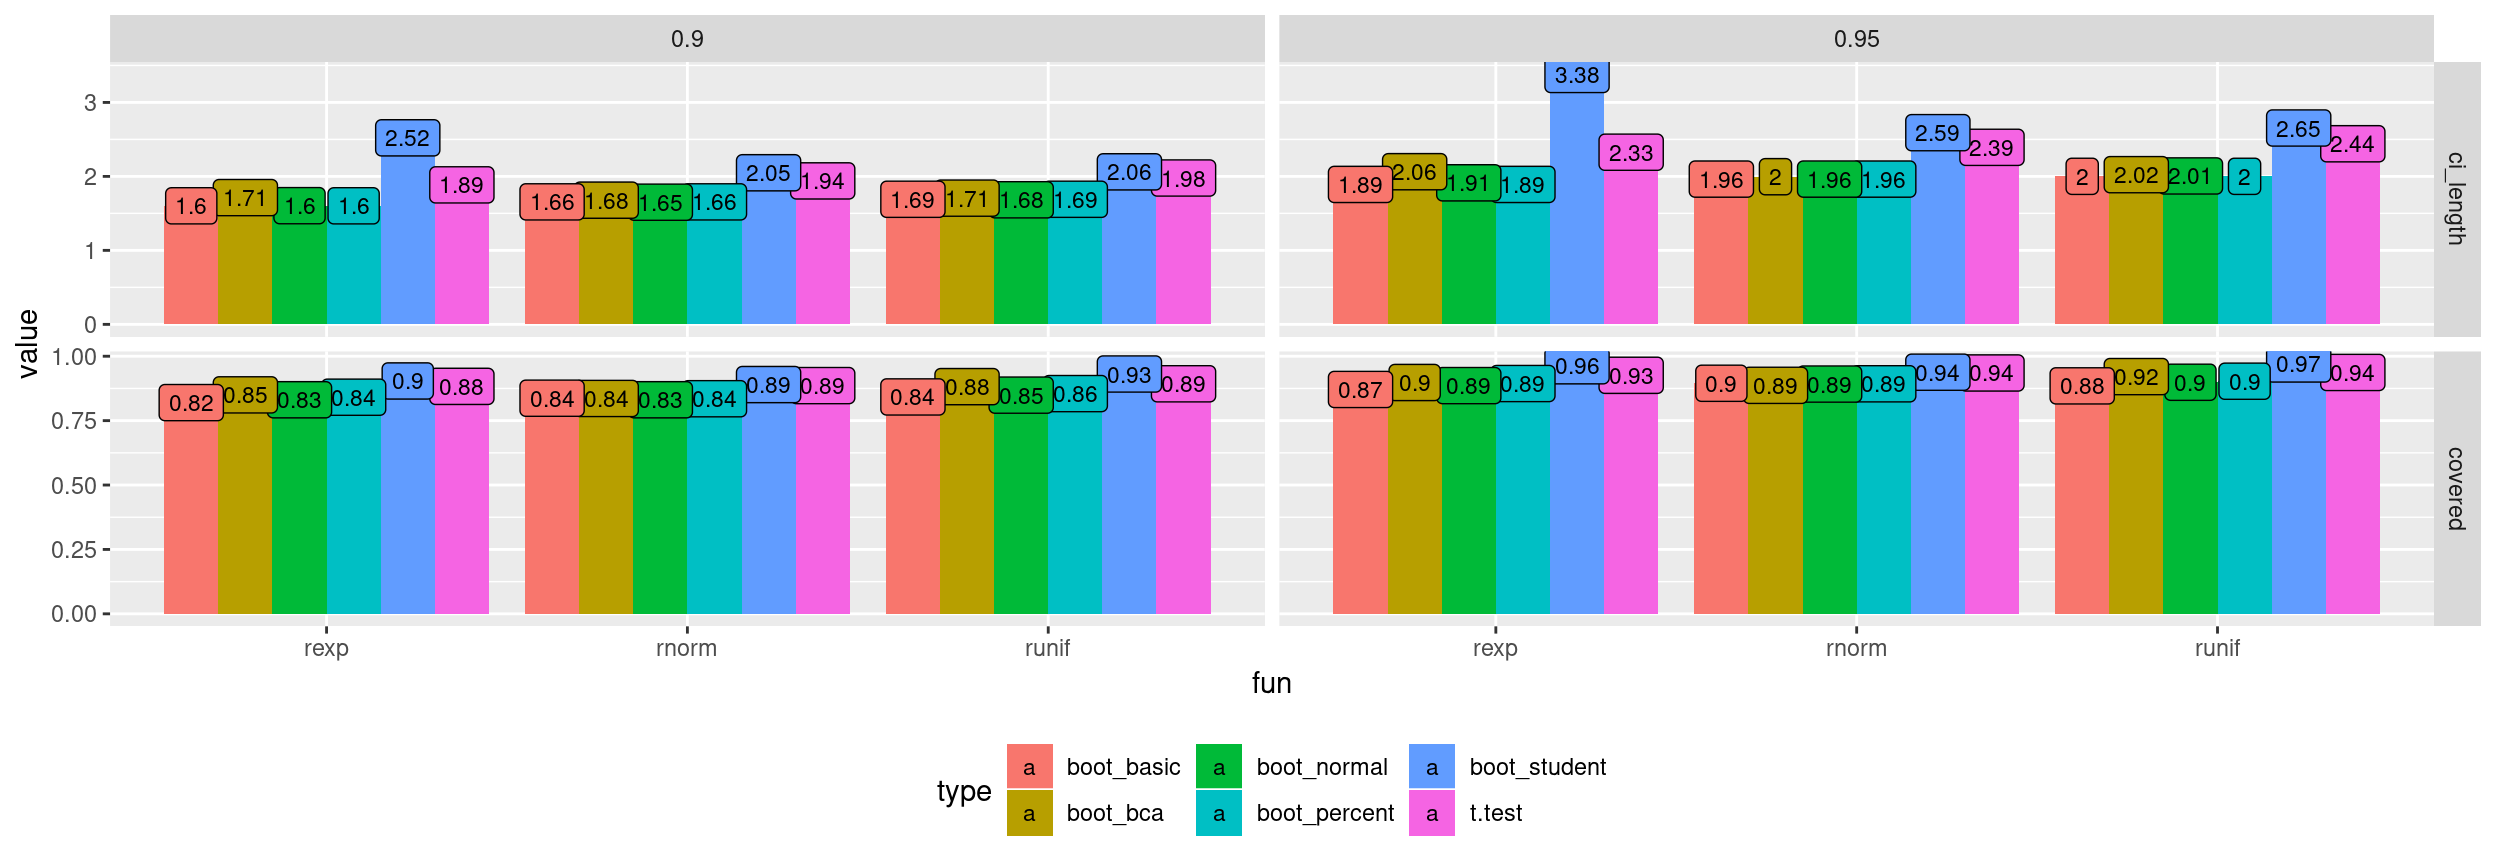 0.9 0.95
3
2
1
0
1.6 1.71 1.6 1.6 2.52 1.89 1.66 1.68 1.65 1.66 2.05 1.94 1.69 1.71 1.68 1.69 2.06 1.98
1.89 2.06 1.91 1.89 3.38 2.33 1.96 2 1.96 1.96 2.59 2.39 2 2.02 2.01 2 2.65 2.44
ci_length
value
1.00
0.75
0.50
0.25
0.00
0.82 0.85 0.83 0.84 0.9 0.88 0.84 0.84 0.83 0.84 0.89 0.89 0.84 0.88 0.85 0.86 0.93 0.89
0.87 0.9 0.89 0.89 0.96 0.93 0.9 0.89 0.89 0.89 0.94 0.94 0.88 0.92 0.9 0.9 0.97 0.94
covered
rexp rnorm runif rexp rnorm runif
fun
type
a boot_basic a boot_normal a boot_student
a boot_bca a boot_percent a t.test